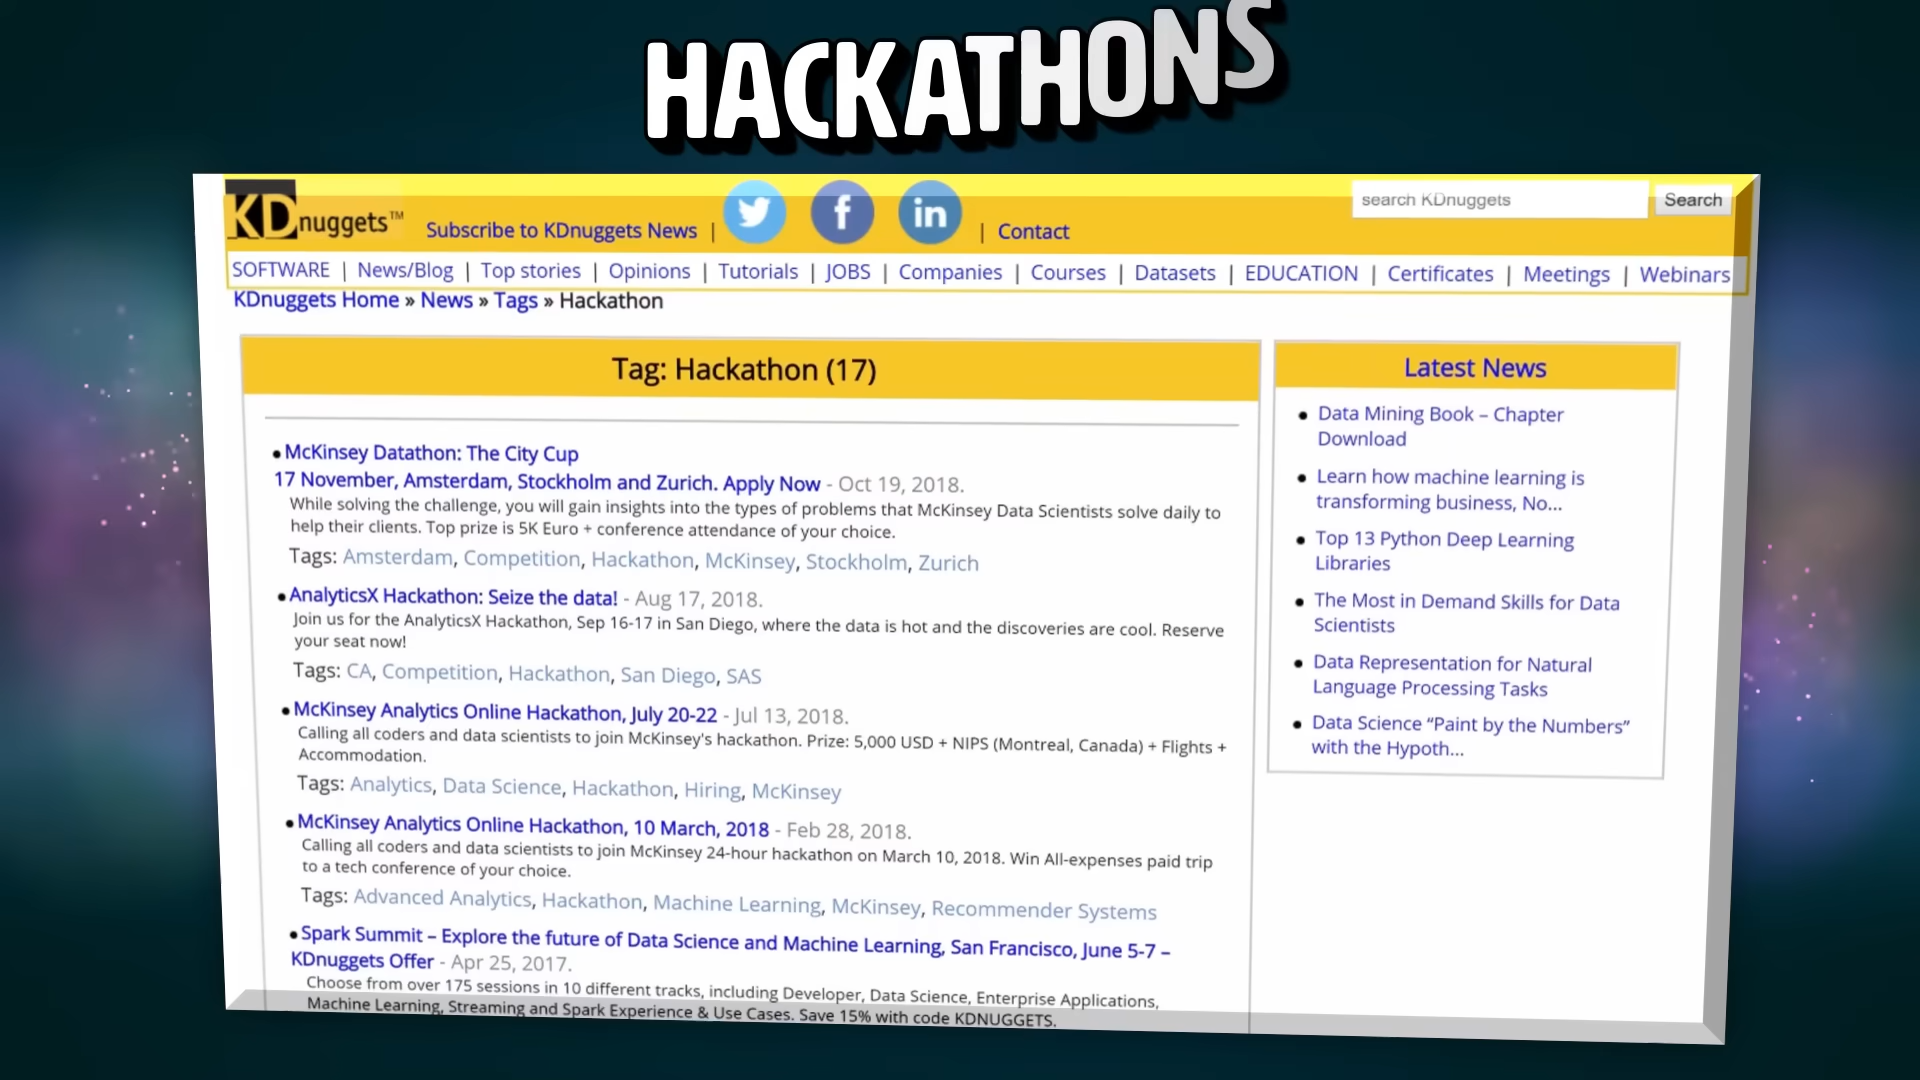 HACKATHONS
KDnuggets™
Subscribe to KDnuggets News | | Contact
search KDnuggets Search
SOFTWARE | News/Blog | Top stories | Opinions | Tutorials | JOBS | Companies | Courses | Datasets | EDUCATION | Certificates | Meetings | Webinars
KDnuggets Home » News » Tags » Hackathon
Tag: Hackathon (17)
• McKinsey Datathon: The City Cup
17 November, Amsterdam, Stockholm and Zurich. Apply Now - Oct 19, 2018.
While solving the challenge, you will gain insights into the types of problems that McKinsey Data Scientists solve daily to
help their clients. Top prize is 5K Euro + conference attendance of your choice.
Tags: Amsterdam, Competition, Hackathon, McKinsey, Stockholm, Zurich
• AnalyticsX Hackathon: Seize the data! - Aug 17, 2018.
Join us for the AnalyticsX Hackathon, Sep 16-17 in San Diego, where the data is hot and the discoveries are cool. Reserve
your seat now!
Tags: CA, Competition, Hackathon, San Diego, SAS
• McKinsey Analytics Online Hackathon, July 20-22 - Jul 13, 2018.
Calling all coders and data scientists to join McKinsey's hackathon. Prize: 5,000 USD + NIPS (Montreal, Canada) + Flights +
Accommodation.
Tags: Analytics, Data Science, Hackathon, Hiring, McKinsey
• McKinsey Analytics Online Hackathon, 10 March, 2018 - Feb 28, 2018.
Calling all coders and data scientists to join McKinsey 24-hour hackathon on March 10, 2018. Win All-expenses paid trip
to a tech conference of your choice.
Tags: Advanced Analytics, Hackathon, Machine Learning, McKinsey, Recommender Systems
• Spark Summit – Explore the future of Data Science and Machine Learning, San Francisco, June 5-7 –
KDnuggets Offer - Apr 25, 2017.
Choose from over 175 sessions in 10 different tracks, including Developer, Data Science, Enterprise Applications,
Machine Learning, Streaming and Spark Experience & Use Cases. Save 15% with code KDNUGGETS.
Latest News
• Data Mining Book – Chapter
Download
• Learn how machine learning is
transforming business, No...
• Top 13 Python Deep Learning
Libraries
• The Most in Demand Skills for Data
Scientists
• Data Representation for Natural
Language Processing Tasks
• Data Science “Paint by the Numbers”
with the Hypoth...